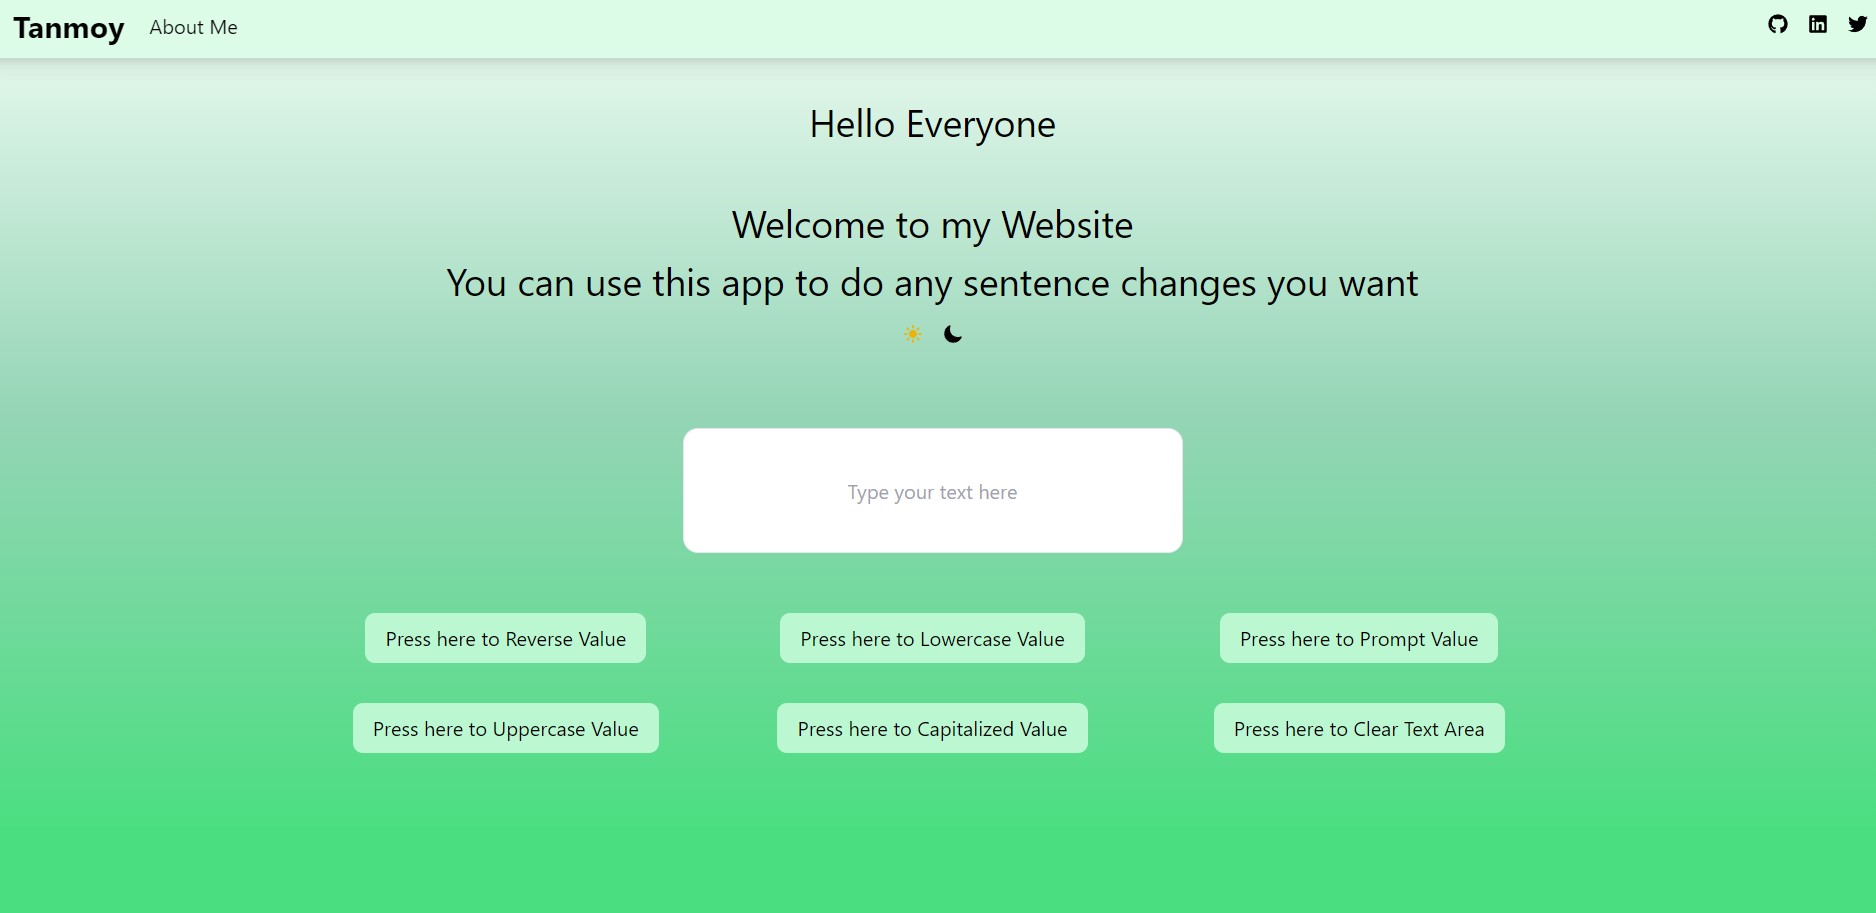 Tanmoy About Me
Hello Everyone
Welcome to my Website
You can use this app to do any sentence changes you want
Type your text here
Press here to Reverse Value
Press here to Lowercase Value
Press here to Prompt Value
Press here to Uppercase Value
Press here to Capitalized Value
Press here to Clear Text Area